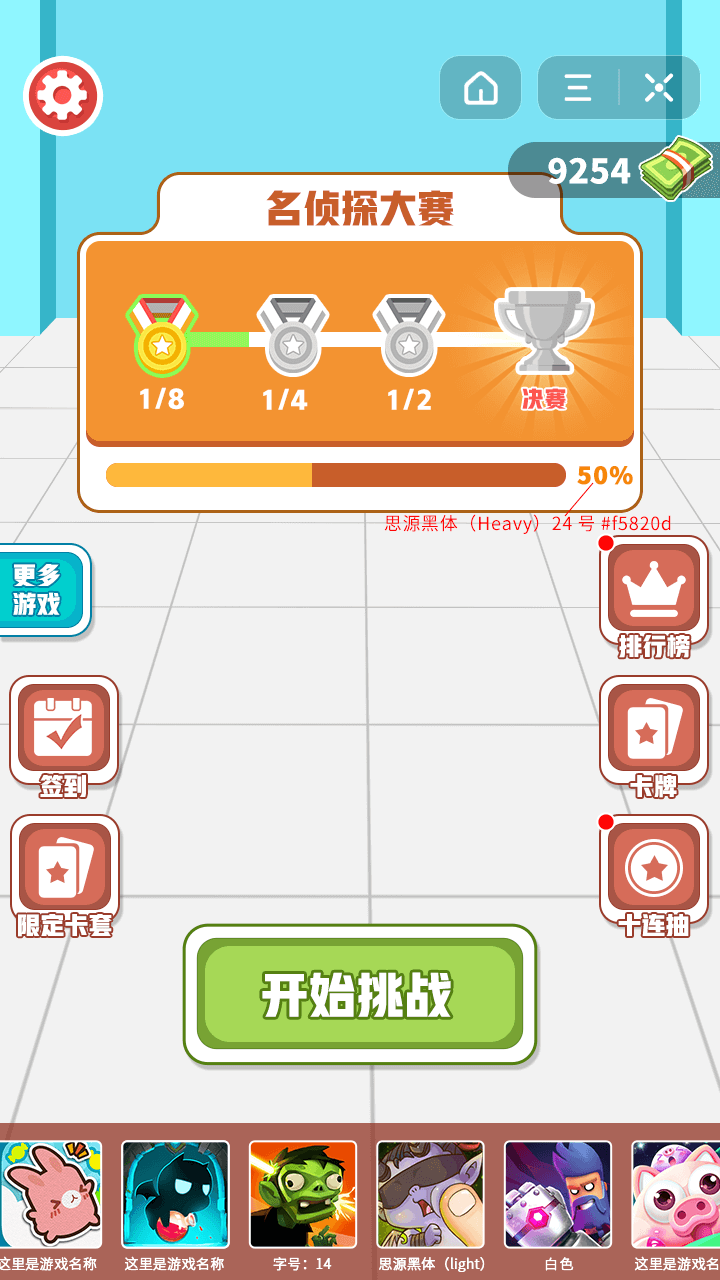 9254
名侦探大赛
1/8
1/4
1/2
决赛
50%
思源黑体（Heavy）24 号 #f5820d
更多
游戏
排行榜
签到
卡牌
限定卡套
十连抽
开始挑战
这里是游戏名称
这里是游戏名称
字号：14
思源黑体（light）
白色
这里是游戏名